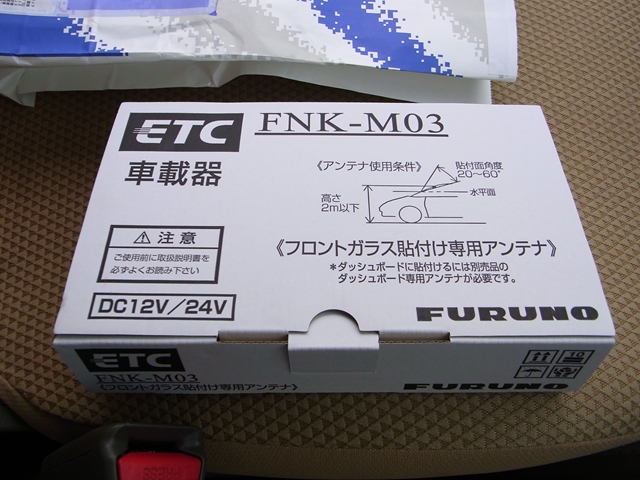 ETC
FNK-M03
車載器
《アンテナ使用条件》
貼付面角度
20～60°
水平面
高さ
2m以下
⚠ 注意
ご使用前に取扱説明書を
必ずよくお読み下さい
《フロントガラス貼付け専用アンテナ》
*ダッシュボードに貼付けるには別売品の
ダッシュボード専用アンテナが必要です。
DC12V/24V
FURUNO
ETC
FNK-M03
《フロントガラス貼付け専用アンテナ》
FURUNO
PRESS